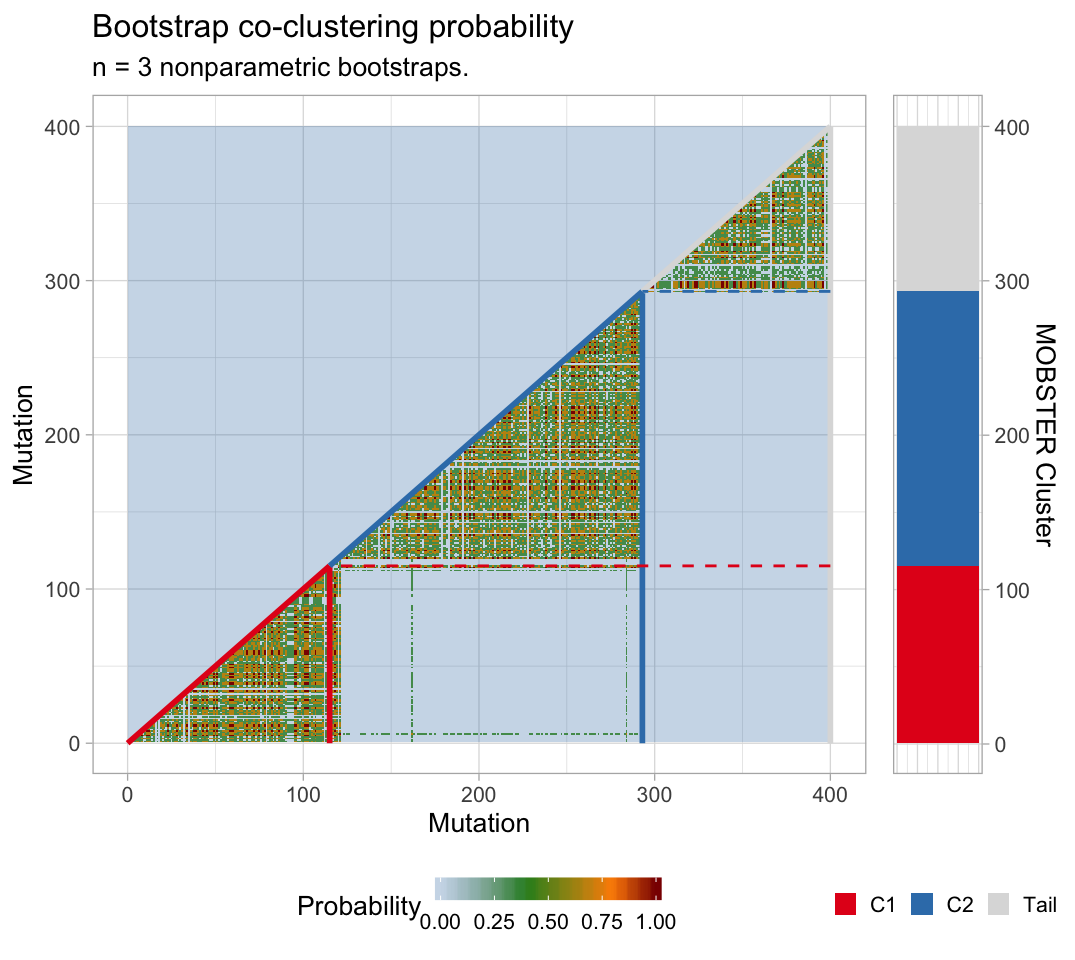 Bootstrap co-clustering probability
n = 3 nonparametric bootstraps.
400
300
200
100
0
Mutation
0 100 200 300 400
Mutation
400
300
200
100
0
MOBSTER Cluster
Probability
0.00 0.25 0.50 0.75 1.00
C1 C2 Tail